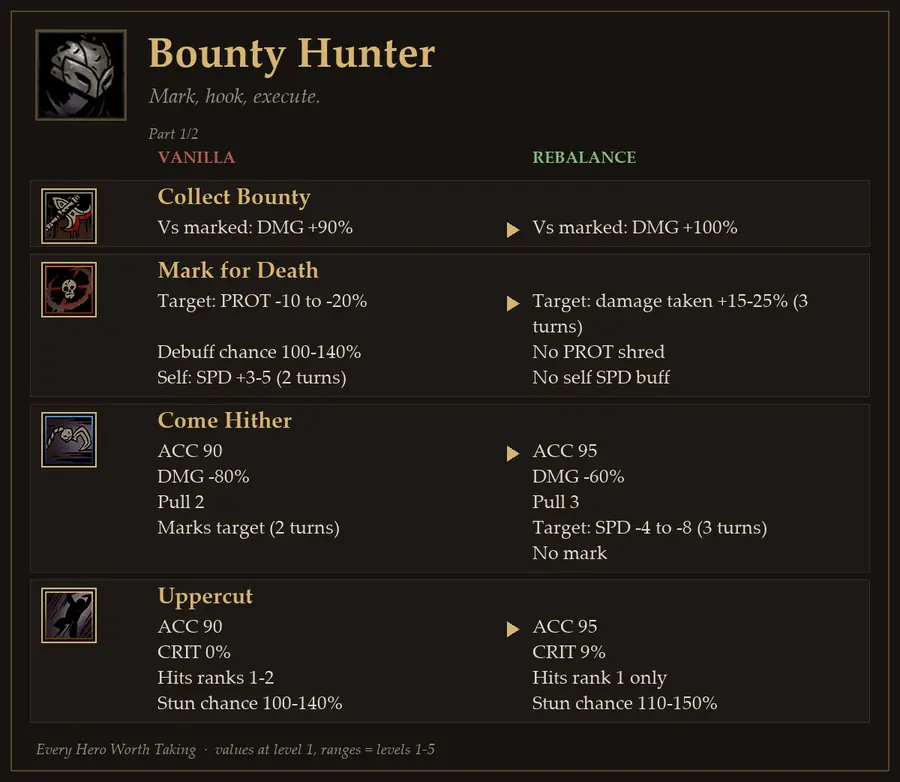 Bounty Hunter
Mark, hook, execute.
Part 1/2
VANILLA
REBALANCE
Collect Bounty
Vs marked: DMG +90%
Vs marked: DMG +100%
Mark for Death
Target: PROT -10 to -20%
Target: damage taken +15-25% (3
turns)
Debuff chance 100-140%
No PROT shred
Self: SPD +3-5 (2 turns)
No self SPD buff
Come Hither
ACC 90
ACC 95
DMG -80%
DMG -60%
Pull 2
Pull 3
Marks target (2 turns)
Target: SPD -4 to -8 (3 turns)
No mark
Uppercut
ACC 90
ACC 95
CRIT 0%
CRIT 9%
Hits ranks 1-2
Hits rank 1 only
Stun chance 100-140%
Stun chance 110-150%
Every Hero Worth Taking · values at level 1, ranges = levels 1-5